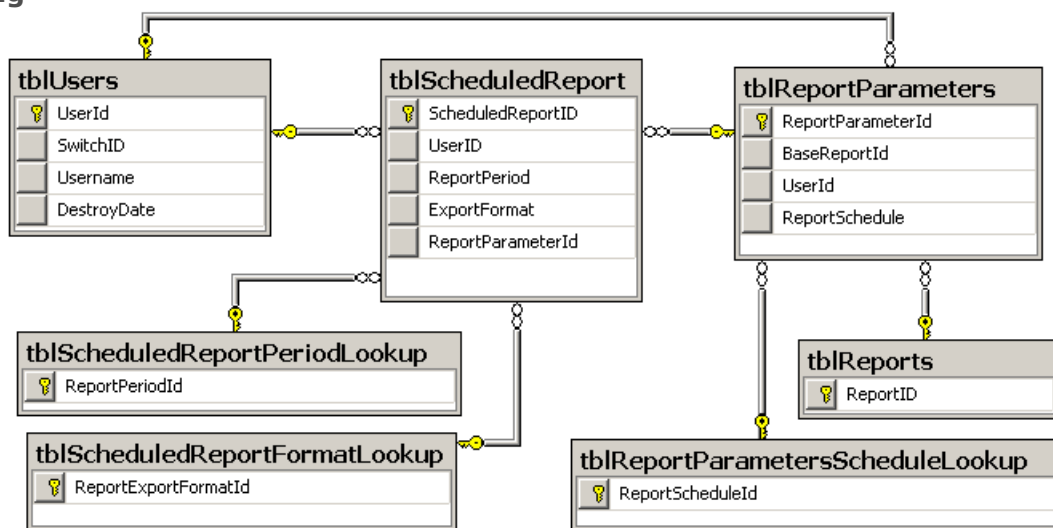 tblUsers
UserId
SwitchID
Username
DestroyDate
tblScheduledReport
ScheduledReportID
UserID
ReportPeriod
ExportFormat
ReportParameterId
tblReportParameters
ReportParameterId
BaseReportId
UserId
ReportSchedule
tblScheduledReportPeriodLookup
ReportPeriodId
tblReports
ReportID
tblScheduledReportFormatLookup
ReportExportFormatId
tblReportParametersScheduleLookup
ReportScheduleId